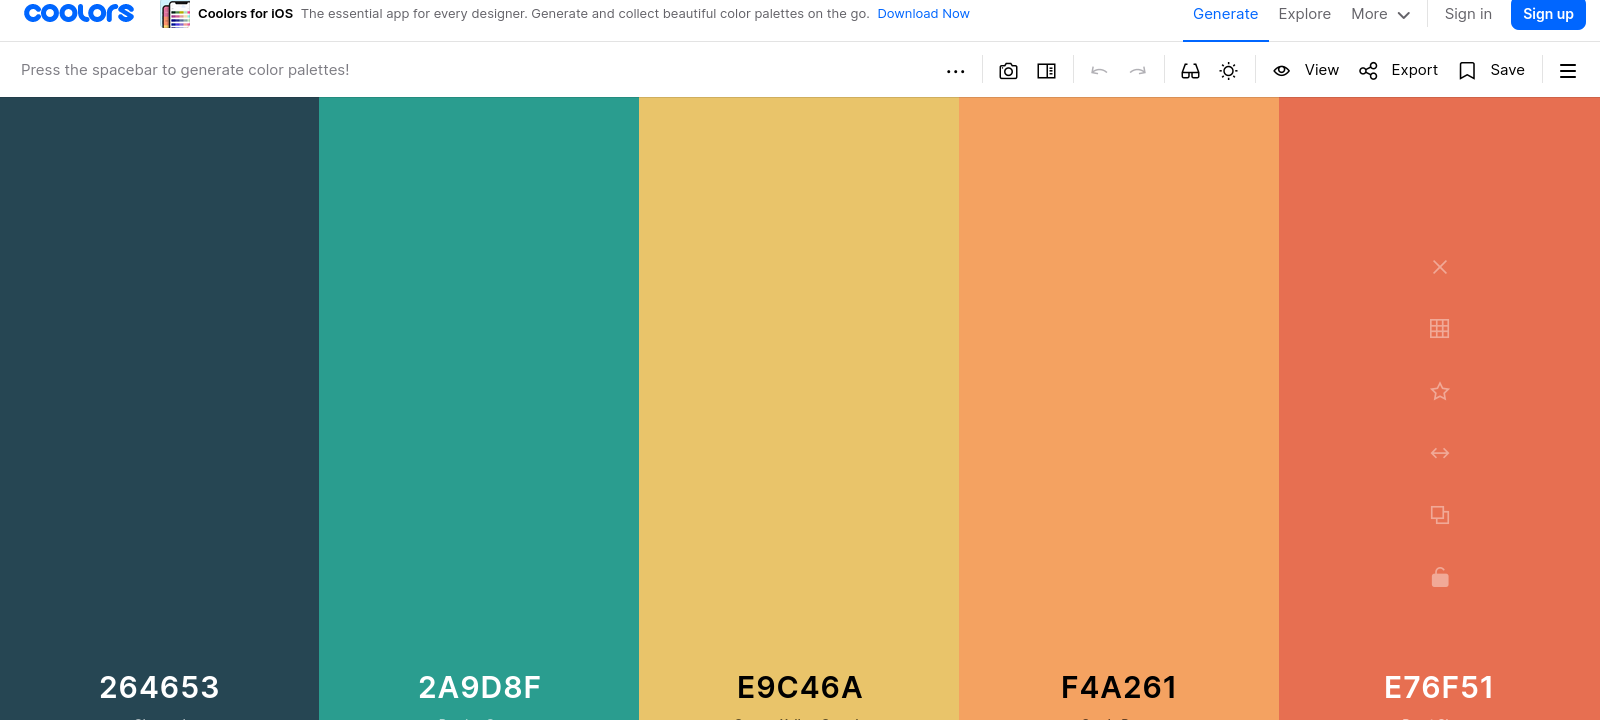 coolors
Coolors for iOS The essential app for every designer. Generate and collect beautiful color palettes on the go. Download Now
Generate Explore More Sign in Sign up
Press the spacebar to generate color palettes!
View Export Save
264653 2A9D8F E9C46A F4A261 E76F51